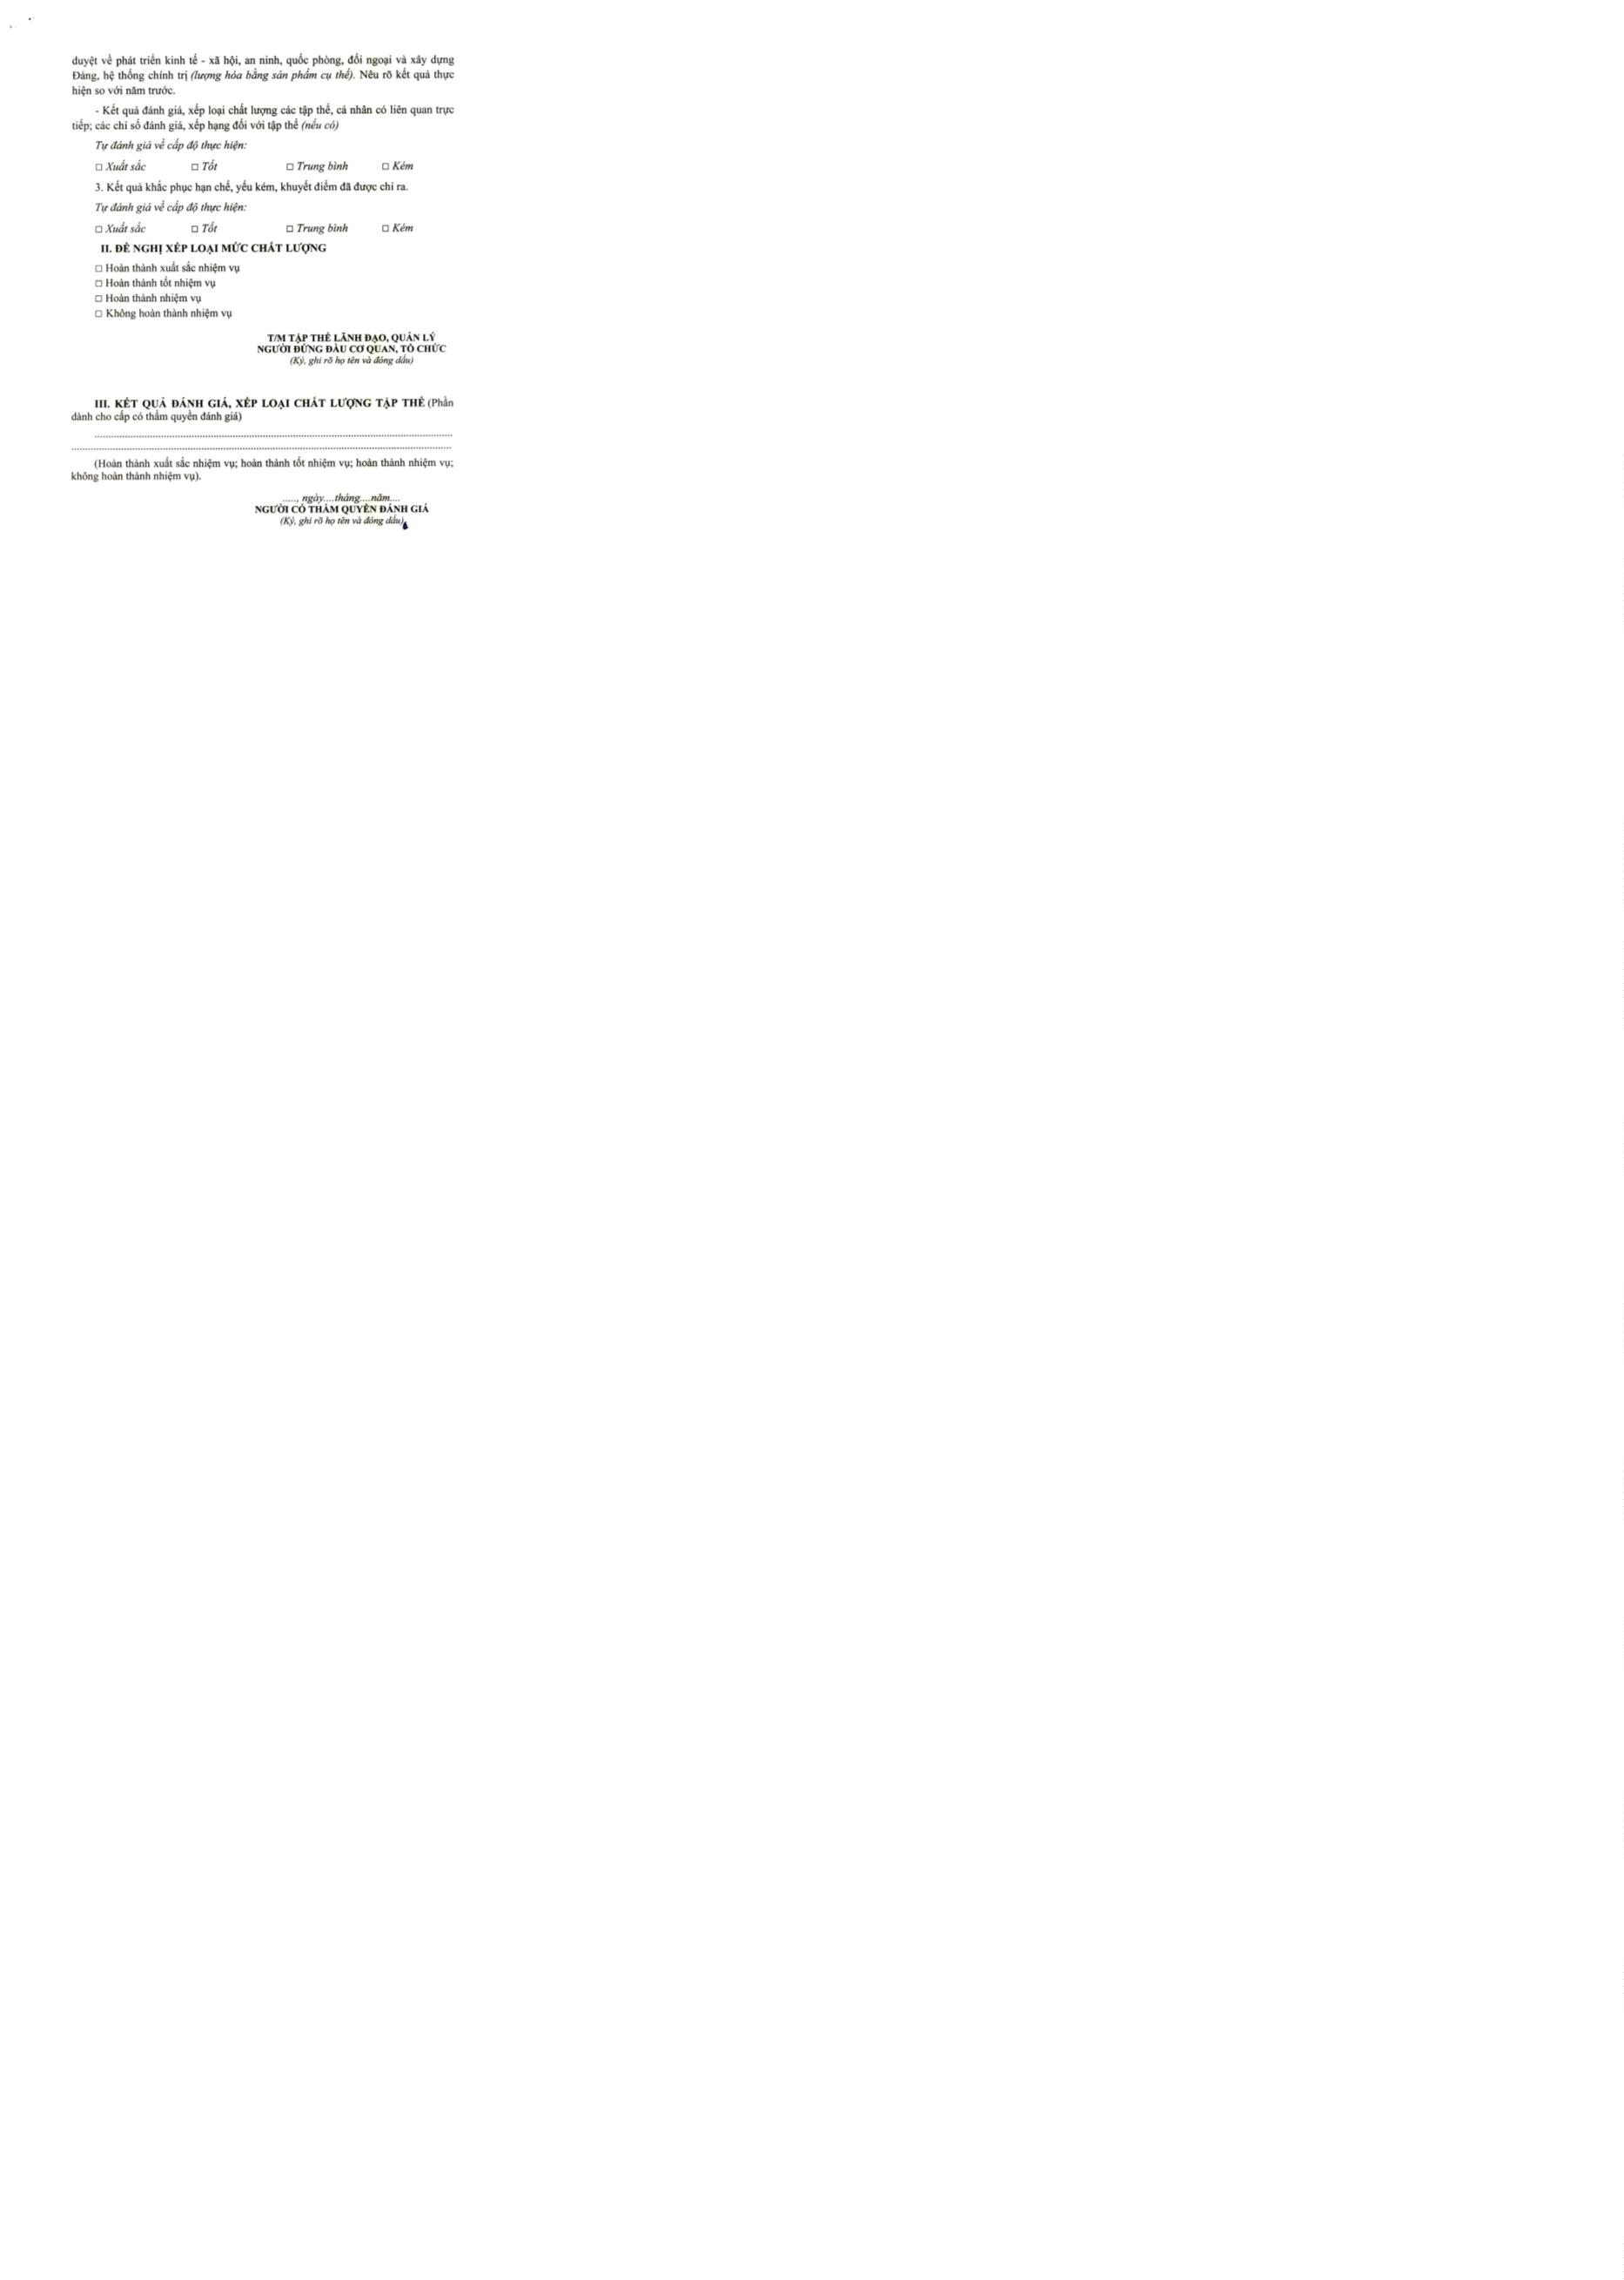 duyệt về phát triển kinh tế - xã hội, an ninh, quốc phòng, đối ngoại và xây dựng
Đảng, hệ thống chính trị (lượng hóa bằng sản phẩm cụ thể). Nêu rõ kết quả thực
hiện so với năm trước.
- Kết quả đánh giá, xếp loại chất lượng các tập thể, cá nhân có liên quan trực
tiếp; các chỉ số đánh giá, xếp hạng đối với tập thể (nếu có)
Tự đánh giá về cấp độ thực hiện:
□ Xuất sắc □ Tốt □ Trung bình □ Kém
3. Kết quả khắc phục hạn chế, yếu kém, khuyết điểm đã được chỉ ra.
Tự đánh giá về cấp độ thực hiện:
□ Xuất sắc □ Tốt □ Trung bình □ Kém
II. ĐỀ NGHỊ XẾP LOẠI MỨC CHẤT LƯỢNG
□ Hoàn thành xuất sắc nhiệm vụ
□ Hoàn thành tốt nhiệm vụ
□ Hoàn thành nhiệm vụ
□ Không hoàn thành nhiệm vụ
T/M TẬP THỂ LÃNH ĐẠO, QUẢN LÝ
NGƯỜI ĐỨNG ĐẦU CƠ QUAN, TỔ CHỨC
(Ký, ghi rõ họ tên và đóng dấu)
III. KẾT QUẢ ĐÁNH GIÁ, XẾP LOẠI CHẤT LƯỢNG TẬP THỂ (Phần
dành cho cấp có thẩm quyền đánh giá)
(Hoàn thành xuất sắc nhiệm vụ; hoàn thành tốt nhiệm vụ; hoàn thành nhiệm vụ;
không hoàn thành nhiệm vụ).
....., ngày....tháng....năm....
NGƯỜI CÓ THẨM QUYỀN ĐÁNH GIÁ
(Ký, ghi rõ họ tên và đóng dấu)